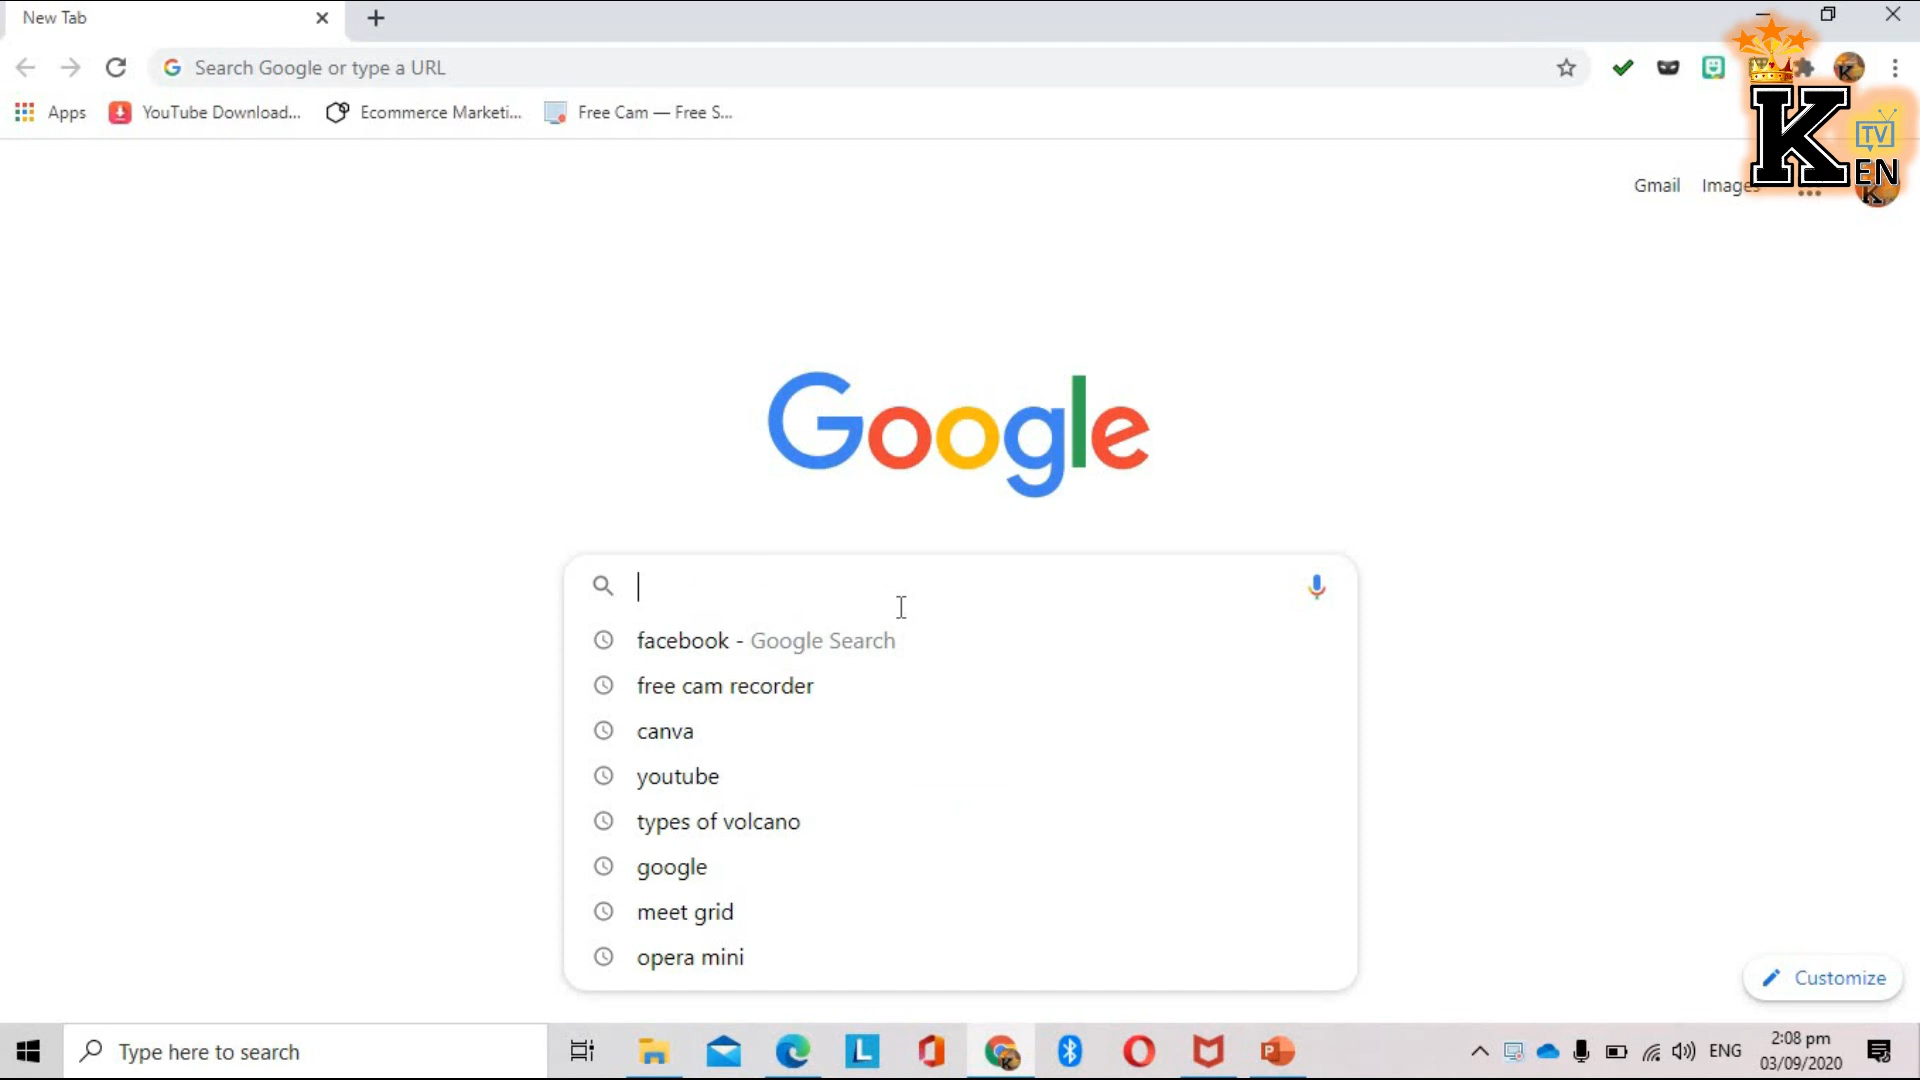 New Tab
Search Google or type a URL
Apps
YouTube Download...
Ecommerce Marketi...
Free Cam — Free S...
K TV
EN
Gmail
Images
K
Google
facebook - Google Search
free cam recorder
canva
youtube
types of volcano
google
meet grid
opera mini
Customize
Type here to search
L
ENG
2:08 pm
03/09/2020